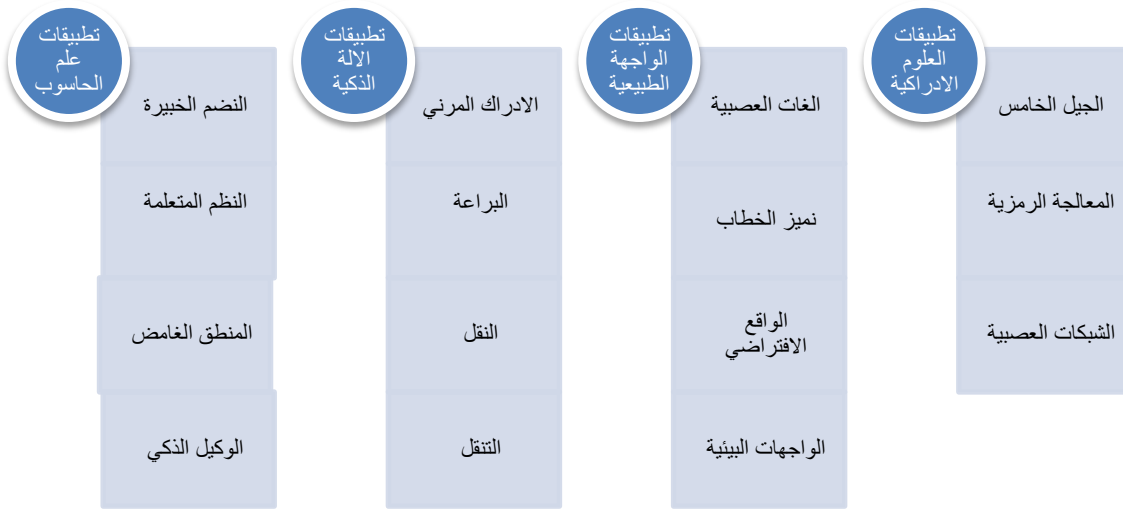 تطبيقات
العلوم
الادراكية
الجيل الخامس
المعالجة الرمزية
الشبكات العصبية
تطبيقات
الواجهة
الطبيعية
الغات العصبية
نميز الخطاب
الواقع
الافتراضي
الواجهات البيئية
تطبيقات
الالة
الذكية
الادراك المرني
البراعة
النقل
التنقل
تطبيقات
علم
الحاسوب
النضم الخبيرة
النظم المتعلمة
المنطق الغامض
الوكيل الذكي